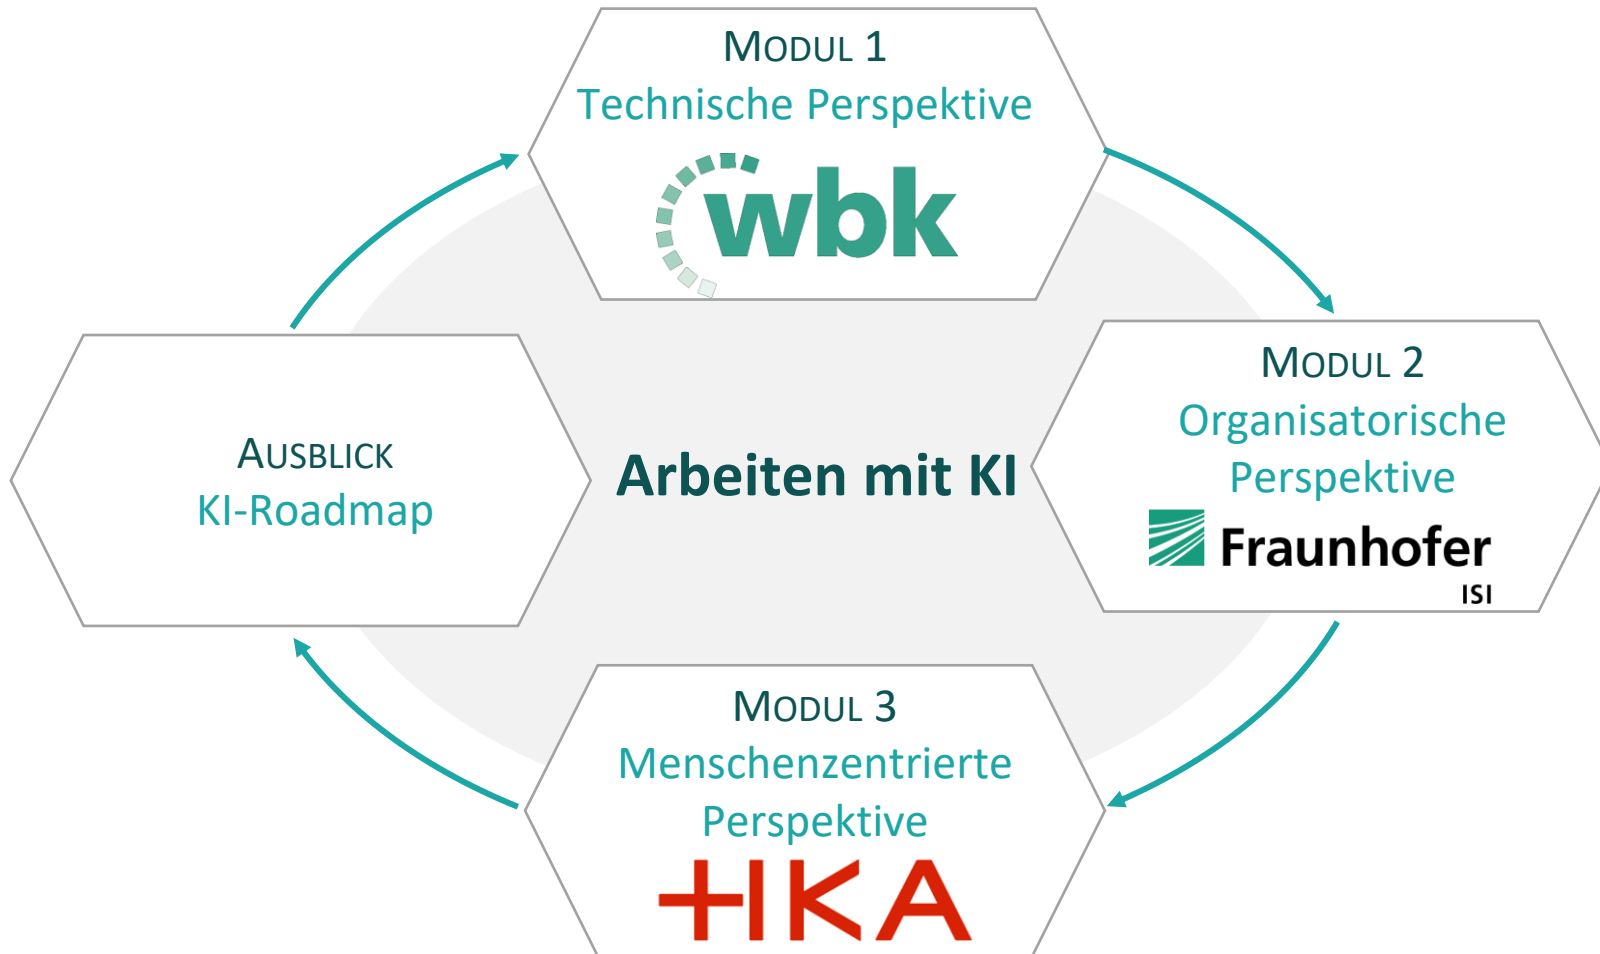 MODUL 1
Technische Perspektive
wbk
MODUL 2
Organisatorische
Perspektive
Fraunhofer
ISI
Arbeiten mit KI
AUSBLICK
KI-Roadmap
MODUL 3
Menschenzentrierte
Perspektive
HKA